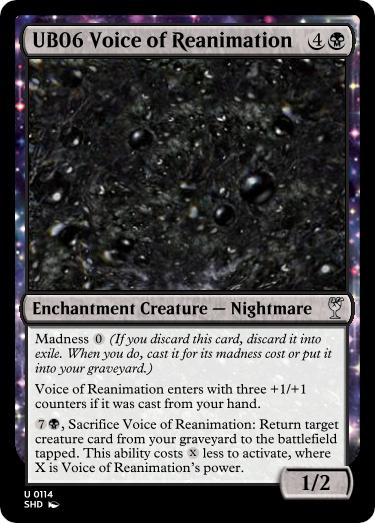 UB06 Voice of Reanimation 4
Enchantment Creature — Nightmare
Madness 0 (If you discard this card, discard it into
exile. When you do, cast it for its madness cost or put it
into your graveyard.)
Voice of Reanimation enters with three +1/+1
counters if it was cast from your hand.
7, Sacrifice Voice of Reanimation: Return target
creature card from your graveyard to the battlefield
tapped. This ability costs X less to activate, where
X is Voice of Reanimation's power.
1/2
U 0114
SHD